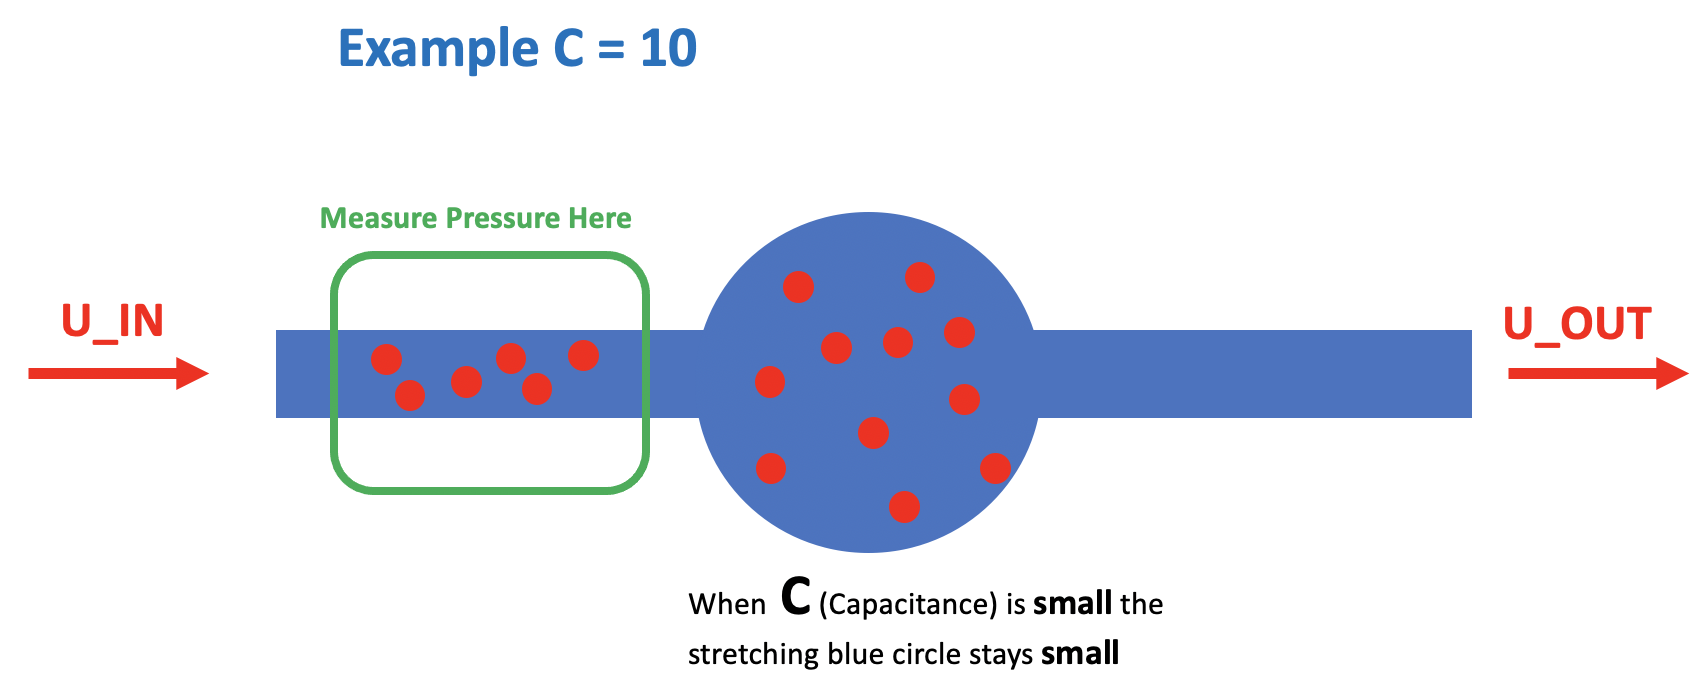 Example C = 10
Measure Pressure Here
U_IN
U_OUT
When C (Capacitance) is small the
stretching blue circle stays small